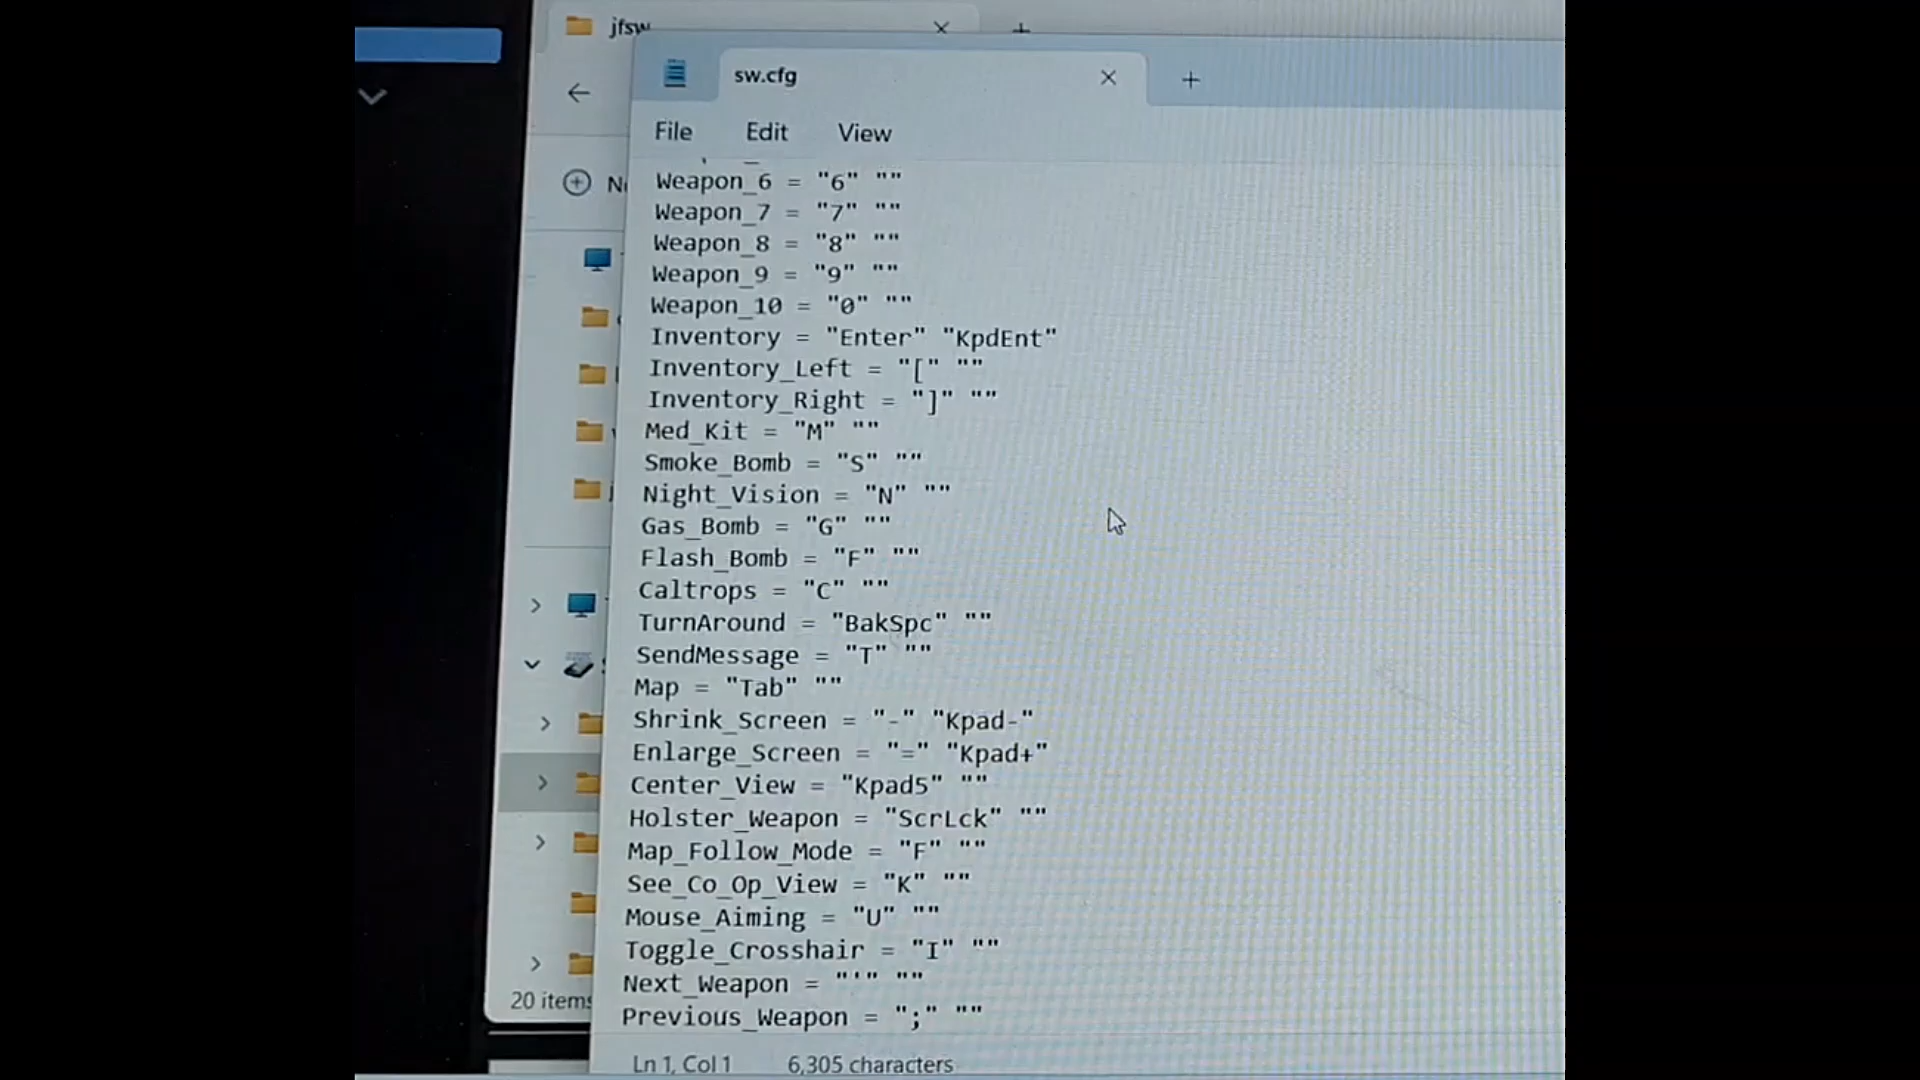 jfsw
sw.cfg
File Edit View
Weapon_6 = "6" ""
Weapon_7 = "7" ""
Weapon_8 = "8" ""
Weapon_9 = "9" ""
Weapon_10 = "0" ""
Inventory = "Enter" "KpdEnt"
Inventory_Left = "[" ""
Inventory_Right = "]" ""
Med_Kit = "M" ""
Smoke_Bomb = "S" ""
Night_Vision = "N" ""
Gas_Bomb = "G" ""
Flash_Bomb = "F" ""
Caltrops = "C" ""
TurnAround = "BakSpc" ""
SendMessage = "T" ""
Map = "Tab" ""
Shrink_Screen = "-" "Kpad-"
Enlarge_Screen = "=" "Kpad+"
Center_View = "Kpad5" ""
Holster_Weapon = "ScrLck" ""
Map_Follow_Mode = "F" ""
See_Co_Op_View = "K" ""
Mouse_Aiming = "U" ""
Toggle_Crosshair = "I" ""
Next_Weapon = "'" ""
Previous_Weapon = ";" ""
20 items
Ln 1, Col 1 6,305 characters